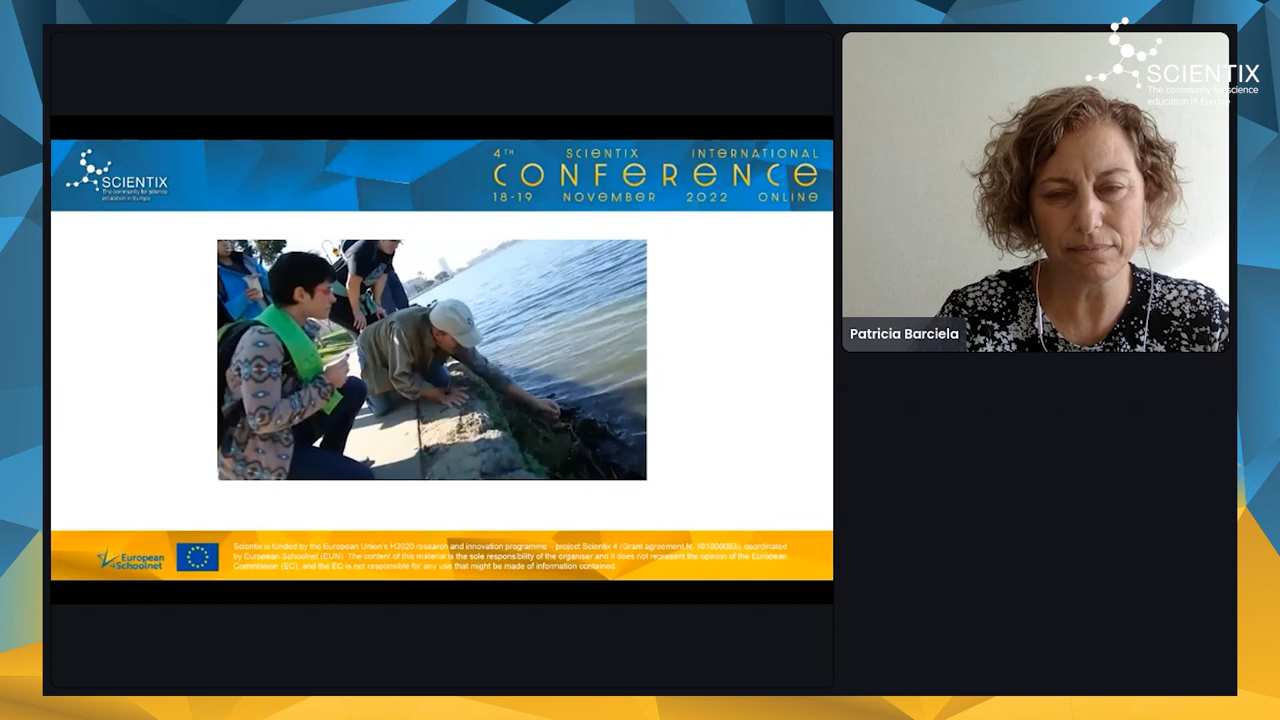 SCIENTIX
The community for science
education in Europe
4TH SCIENTIX INTERNATIONAL
CONFERENCE
18-19 NOVEMBER 2022 ONLINE
SCIENTIX
The community for science
education in Europe
Patricia Barciela
European
Schoolnet
Scientix is funded by the European Union's H2020 research and innovation programme – project Scientix 4 (Grant agreement N. 101000063), coordinated
by European Schoolnet (EUN). The content of this material is the sole responsibility of the organiser and it does not represent the opinion of the European
Commission (EC), and the EC is not responsible for any use that might be made of information contained.